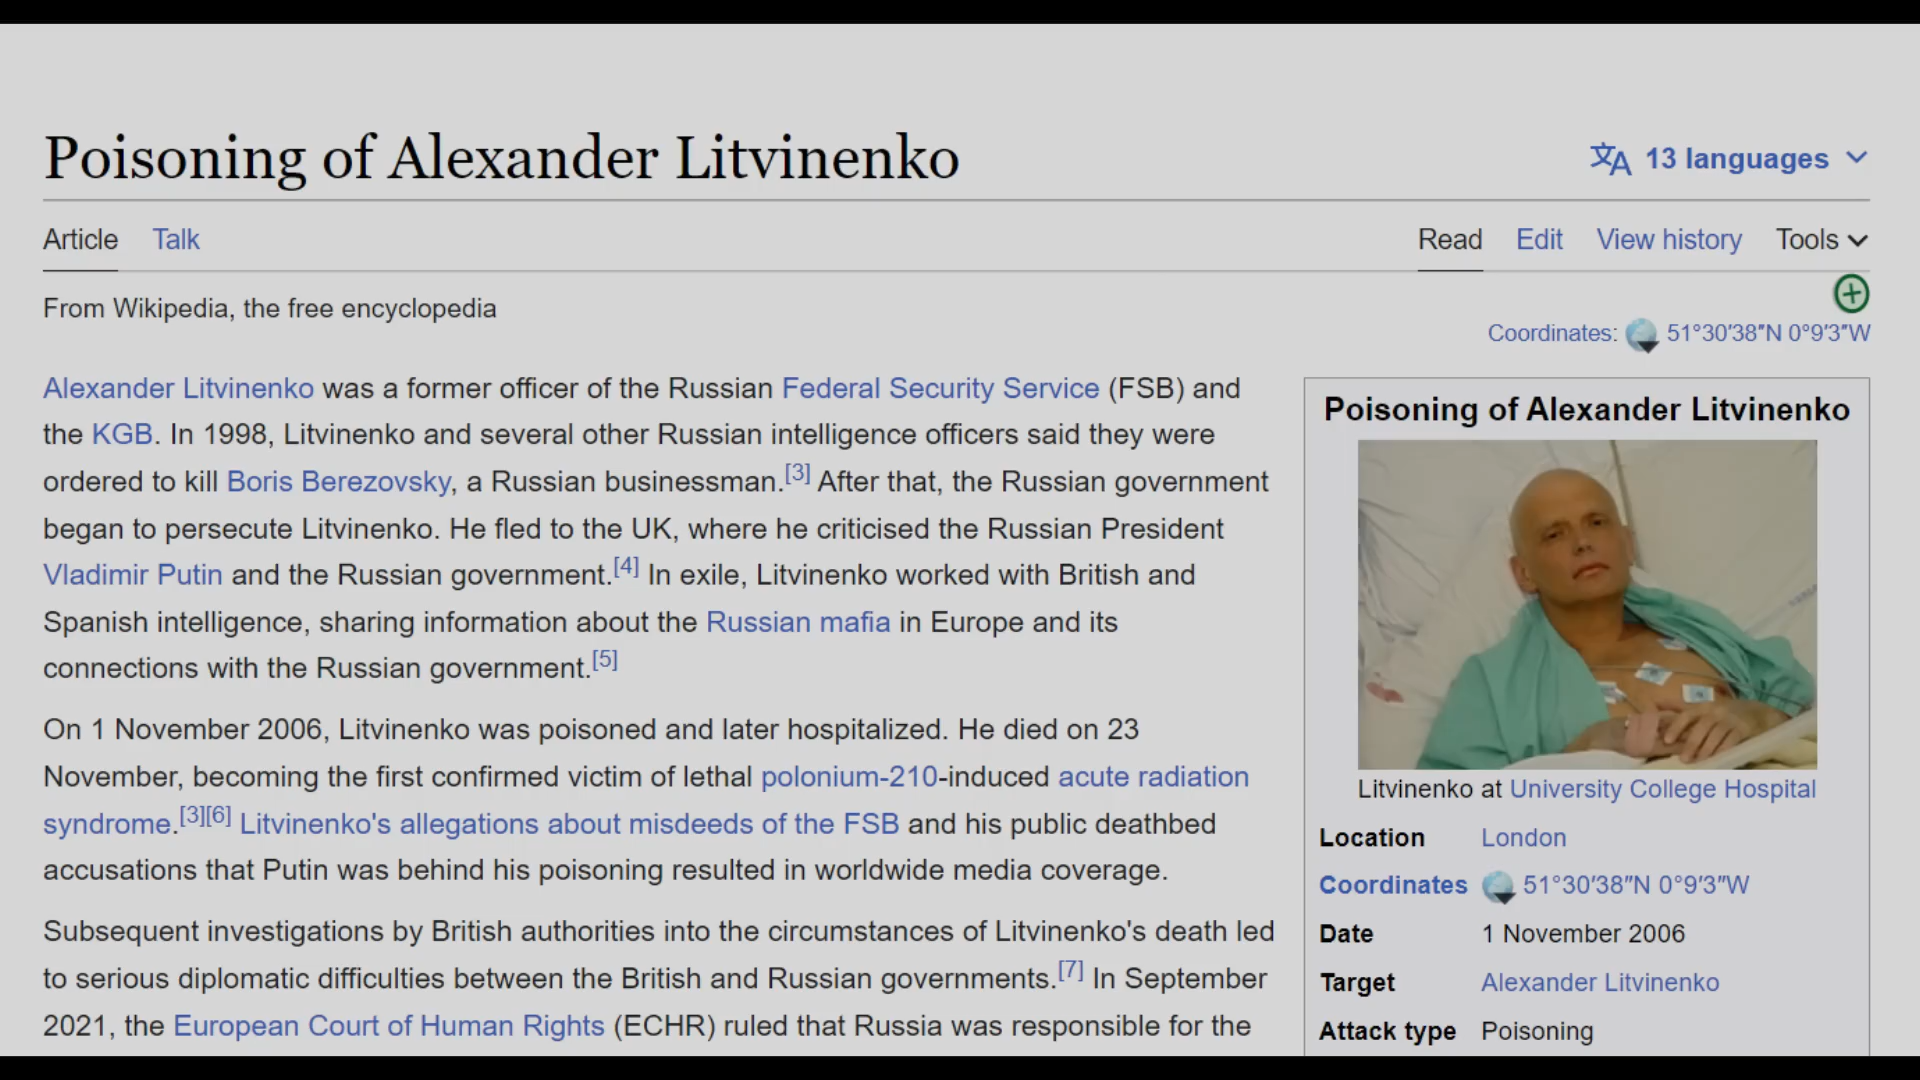 Poisoning of Alexander Litvinenko
13 languages
Article Talk
Read Edit View history Tools
From Wikipedia, the free encyclopedia
Coordinates: 51°30′38″N 0°9′3″W
Alexander Litvinenko was a former officer of the Russian Federal Security Service (FSB) and
the KGB. In 1998, Litvinenko and several other Russian intelligence officers said they were
ordered to kill Boris Berezovsky, a Russian businessman.[3] After that, the Russian government
began to persecute Litvinenko. He fled to the UK, where he criticised the Russian President
Vladimir Putin and the Russian government.[4] In exile, Litvinenko worked with British and
Spanish intelligence, sharing information about the Russian mafia in Europe and its
connections with the Russian government.[5]
On 1 November 2006, Litvinenko was poisoned and later hospitalized. He died on 23
November, becoming the first confirmed victim of lethal polonium-210-induced acute radiation
syndrome.[3][6] Litvinenko's allegations about misdeeds of the FSB and his public deathbed
accusations that Putin was behind his poisoning resulted in worldwide media coverage.
Subsequent investigations by British authorities into the circumstances of Litvinenko's death led
to serious diplomatic difficulties between the British and Russian governments.[7] In September
2021, the European Court of Human Rights (ECHR) ruled that Russia was responsible for the
Poisoning of Alexander Litvinenko
Litvinenko at University College Hospital
Location London
Coordinates 51°30′38″N 0°9′3″W
Date 1 November 2006
Target Alexander Litvinenko
Attack type Poisoning